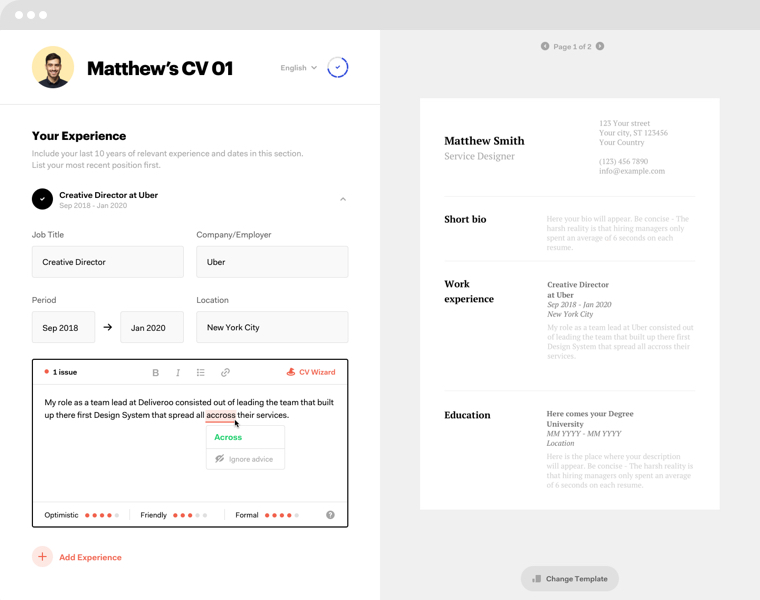 Matthew's CV 01
English
Your Experience
Include your last 10 years of relevant experience and dates in this section.
List your most recent position first.
Creative Director at Uber
Sep 2018 - Jan 2020
Job Title
Company/Employer
Creative Director
Uber
Period
Location
Sep 2018
Jan 2020
New York City
1 issue
B
I
CV Wizard
My role as a team lead at Deliveroo consisted out of leading the team that built
up there first Design System that spread all accross their services.
Across
Ignore advice
Optimistic
Friendly
Formal
?
Add Experience
Page 1 of 2
Matthew Smith
Service Designer
123 Your street
Your city, ST 123456
Your Country
(123) 456 7890
info@example.com
Short bio
Here your bio will appear. Be concise - The
harsh reality is that hiring managers only
spent an average of 6 seconds on each
resume.
Work
experience
Creative Director
at Uber
Sep 2018 - Jan 2020
New York City
My role as a team lead at Uber consisted out
of leading the team that built up there first
Design System that spread all accross their
services.
Education
Here comes your Degree
University
MM YYYY - MM YYYY
Location
Here is the place where your description
will appear. Be concise - The harsh reality is
that hiring managers only spent an average
of 6 seconds on each resume.
Change Template